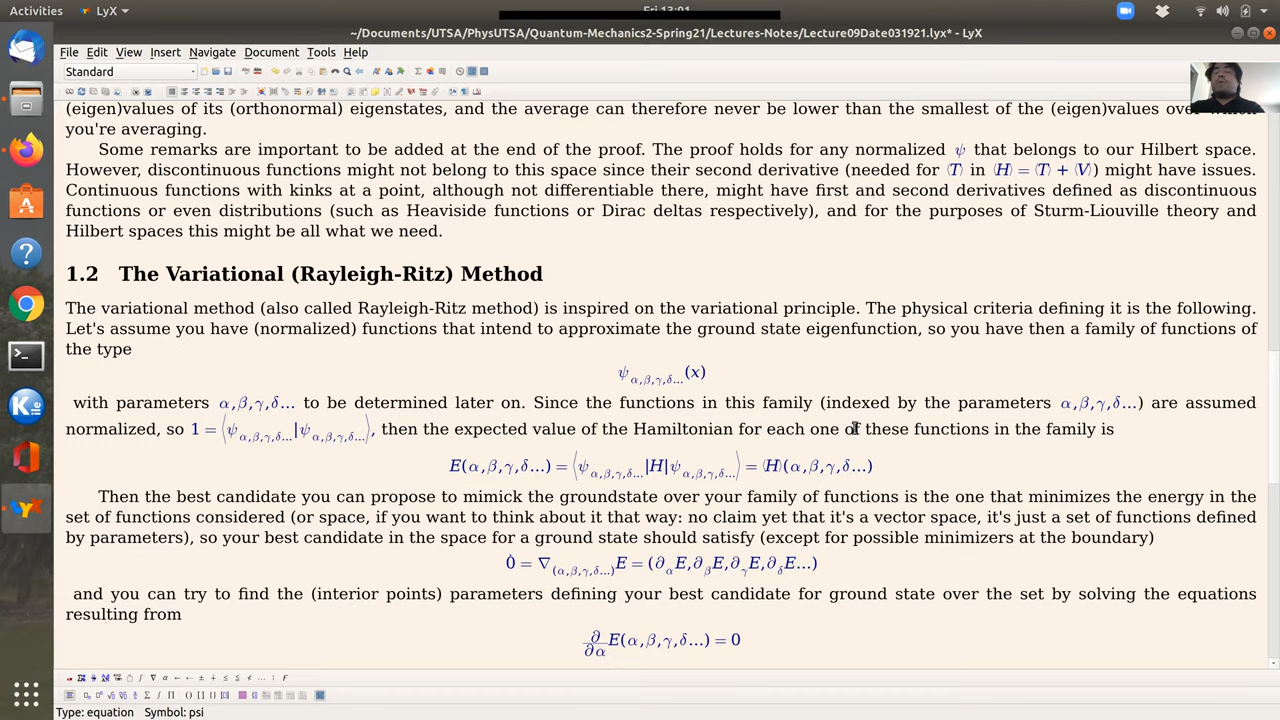 Activities LyX Fri 13:01
~/Documents/UTSA/PhysUTSA/Quantum-Mechanics2-Spring21/Lectures-Notes/Lecture09Date031921.lyx* - LyX
File Edit View Insert Navigate Document Tools Help
Standard
(eigen)values of its (orthonormal) eigenstates, and the average can therefore never be lower than the smallest of the (eigen)values over which
you're averaging.
Some remarks are important to be added at the end of the proof. The proof holds for any normalized ψ that belongs to our Hilbert space.
However, discontinuous functions might not belong to this space since their second derivative (needed for ⟨T⟩ in ⟨H⟩ = ⟨T⟩ + ⟨V⟩) might have issues.
Continuous functions with kinks at a point, although not differentiable there, might have first and second derivatives defined as discontinuous
functions or even distributions (such as Heaviside functions or Dirac deltas respectively), and for the purposes of Sturm-Liouville theory and
Hilbert spaces this might be all what we need.
1.2 The Variational (Rayleigh-Ritz) Method
The variational method (also called Rayleigh-Ritz method) is inspired on the variational principle. The physical criteria defining it is the following.
Let's assume you have (normalized) functions that intend to approximate the ground state eigenfunction, so you have then a family of functions of
the type
ψ_{α,β,γ,δ...}(x)
with parameters α,β,γ,δ... to be determined later on. Since the functions in this family (indexed by the parameters α,β,γ,δ...) are assumed
normalized, so 1 = ⟨ψ_{α,β,γ,δ...}|ψ_{α,β,γ,δ...}⟩, then the expected value of the Hamiltonian for each one of these functions in the family is
E(α,β,γ,δ...) = ⟨ψ_{α,β,γ,δ...}|H|ψ_{α,β,γ,δ...}⟩ = ⟨H⟩(α,β,γ,δ...)
Then the best candidate you can propose to mimick the groundstate over your family of functions is the one that minimizes the energy in the
set of functions considered (or space, if you want to think about it that way: no claim yet that it's a vector space, it's just a set of functions defined
by parameters), so your best candidate in the space for a ground state should satisfy (except for possible minimizers at the boundary)
0⃗ = ∇_{(α,β,γ,δ...)}E = (∂_αE,∂_βE,∂_γE,∂_δE...)
and you can try to find the (interior points) parameters defining your best candidate for ground state over the set by solving the equations
resulting from
∂/∂α E(α,β,γ,δ...) = 0
Type: equation Symbol: psi